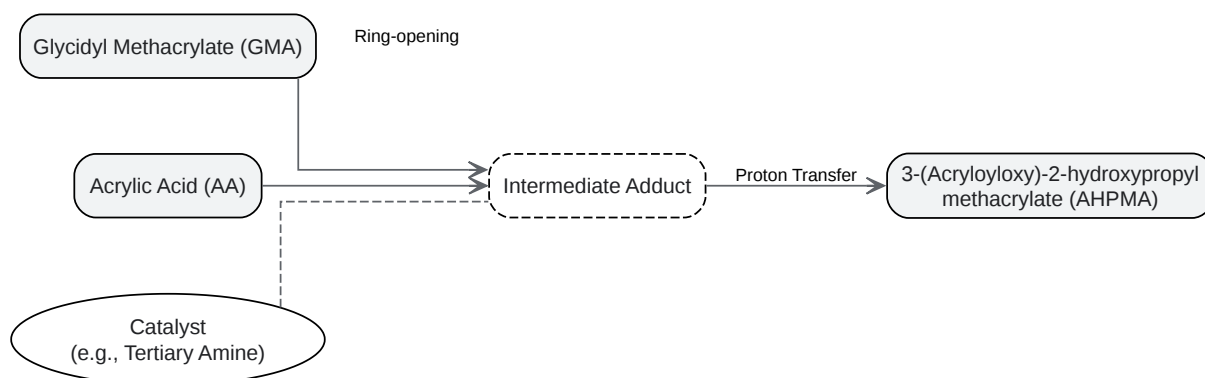 Glycidyl Methacrylate (GMA)
Ring-opening
Acrylic Acid (AA)
Intermediate Adduct
Proton Transfer
3-(Acryloyloxy)-2-hydroxypropyl
methacrylate (AHPMA)
Catalyst
(e.g., Tertiary Amine)